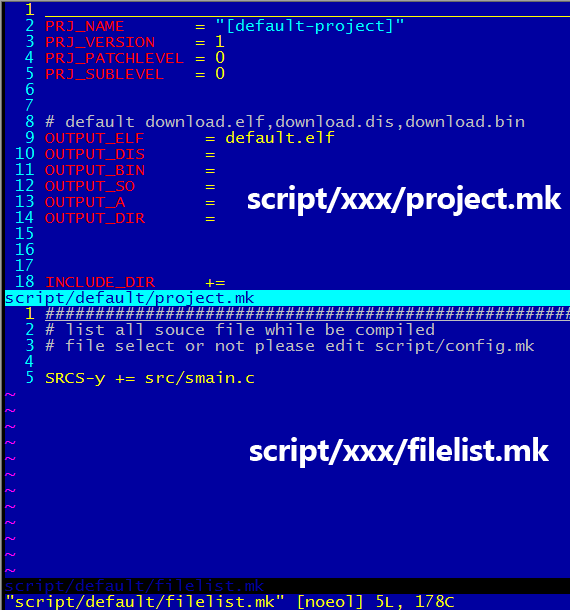 1
2 PRJ_NAME = "[default-project]"
3 PRJ_VERSION = 1
4 PRJ_PATCHLEVEL = 0
5 PRJ_SUBLEVEL = 0
6
7
8 # default download.elf,download.dis,download.bin
9 OUTPUT_ELF = default.elf
10 OUTPUT_DIS =
11 OUTPUT_BIN =
12 OUTPUT_SO =
13 OUTPUT_A =
14 OUTPUT_DIR =
15
16
17
18 INCLUDE_DIR +=
script/xxx/project.mk
script/default/project.mk
1 ##########################################################
2 # list all souce file while be compiled
3 # file select or not please edit script/config.mk
4
5 SRCS-y += src/smain.c
~
~
~
~
~
~
~
~
~
~
~
~
script/xxx/filelist.mk
script/default/filelist.mk
"script/default/filelist.mk" [noeol] 5L, 178C